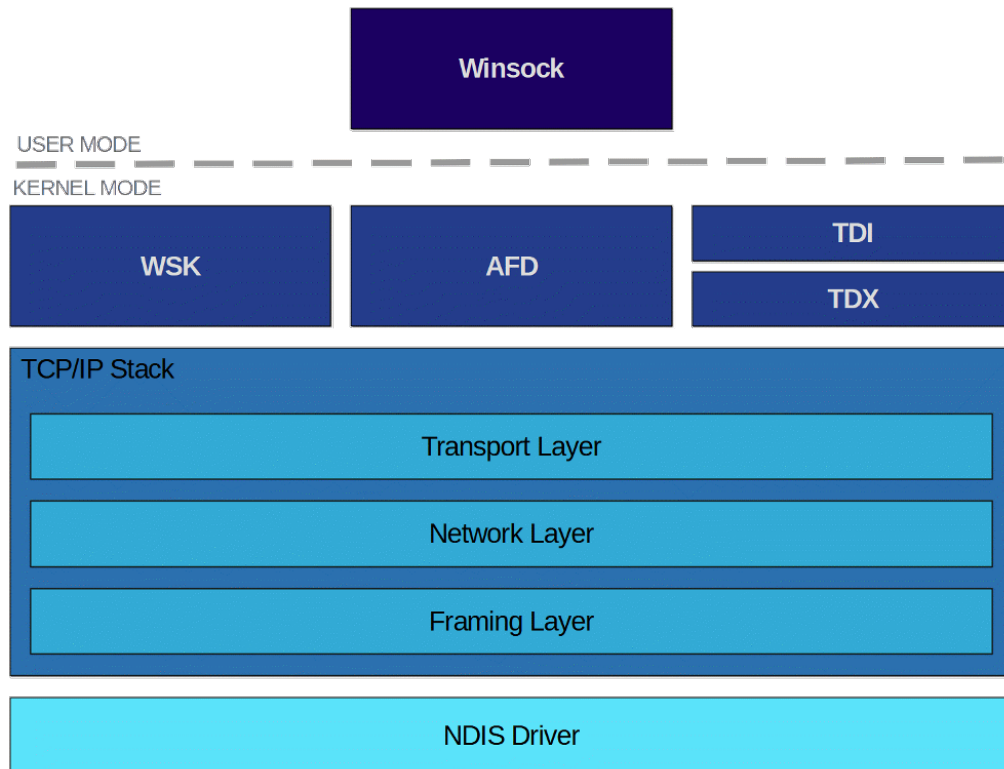 Winsock
USER MODE
KERNEL MODE
WSK
AFD
TDI
TDX
TCP/IP Stack
Transport Layer
Network Layer
Framing Layer
NDIS Driver